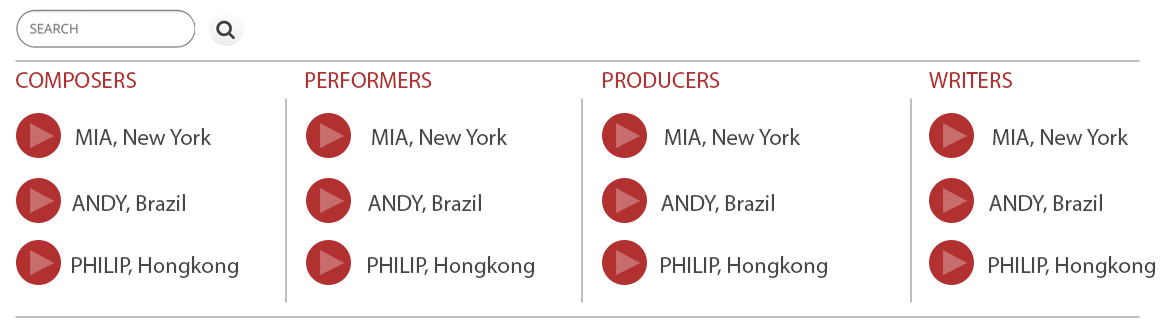 SEARCH
COMPOSERS
MIA, New York
ANDY, Brazil
PHILIP, Hongkong
PERFORMERS
MIA, New York
ANDY, Brazil
PHILIP, Hongkong
PRODUCERS
MIA, New York
ANDY, Brazil
PHILIP, Hongkong
WRITERS
MIA, New York
ANDY, Brazil
PHILIP, Hongkong